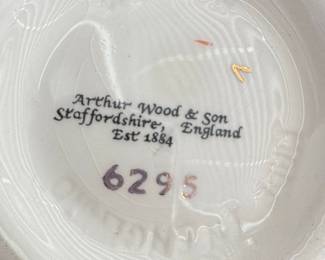 Arthur Wood & Son
Staffordshire, England
Est 1884
6295